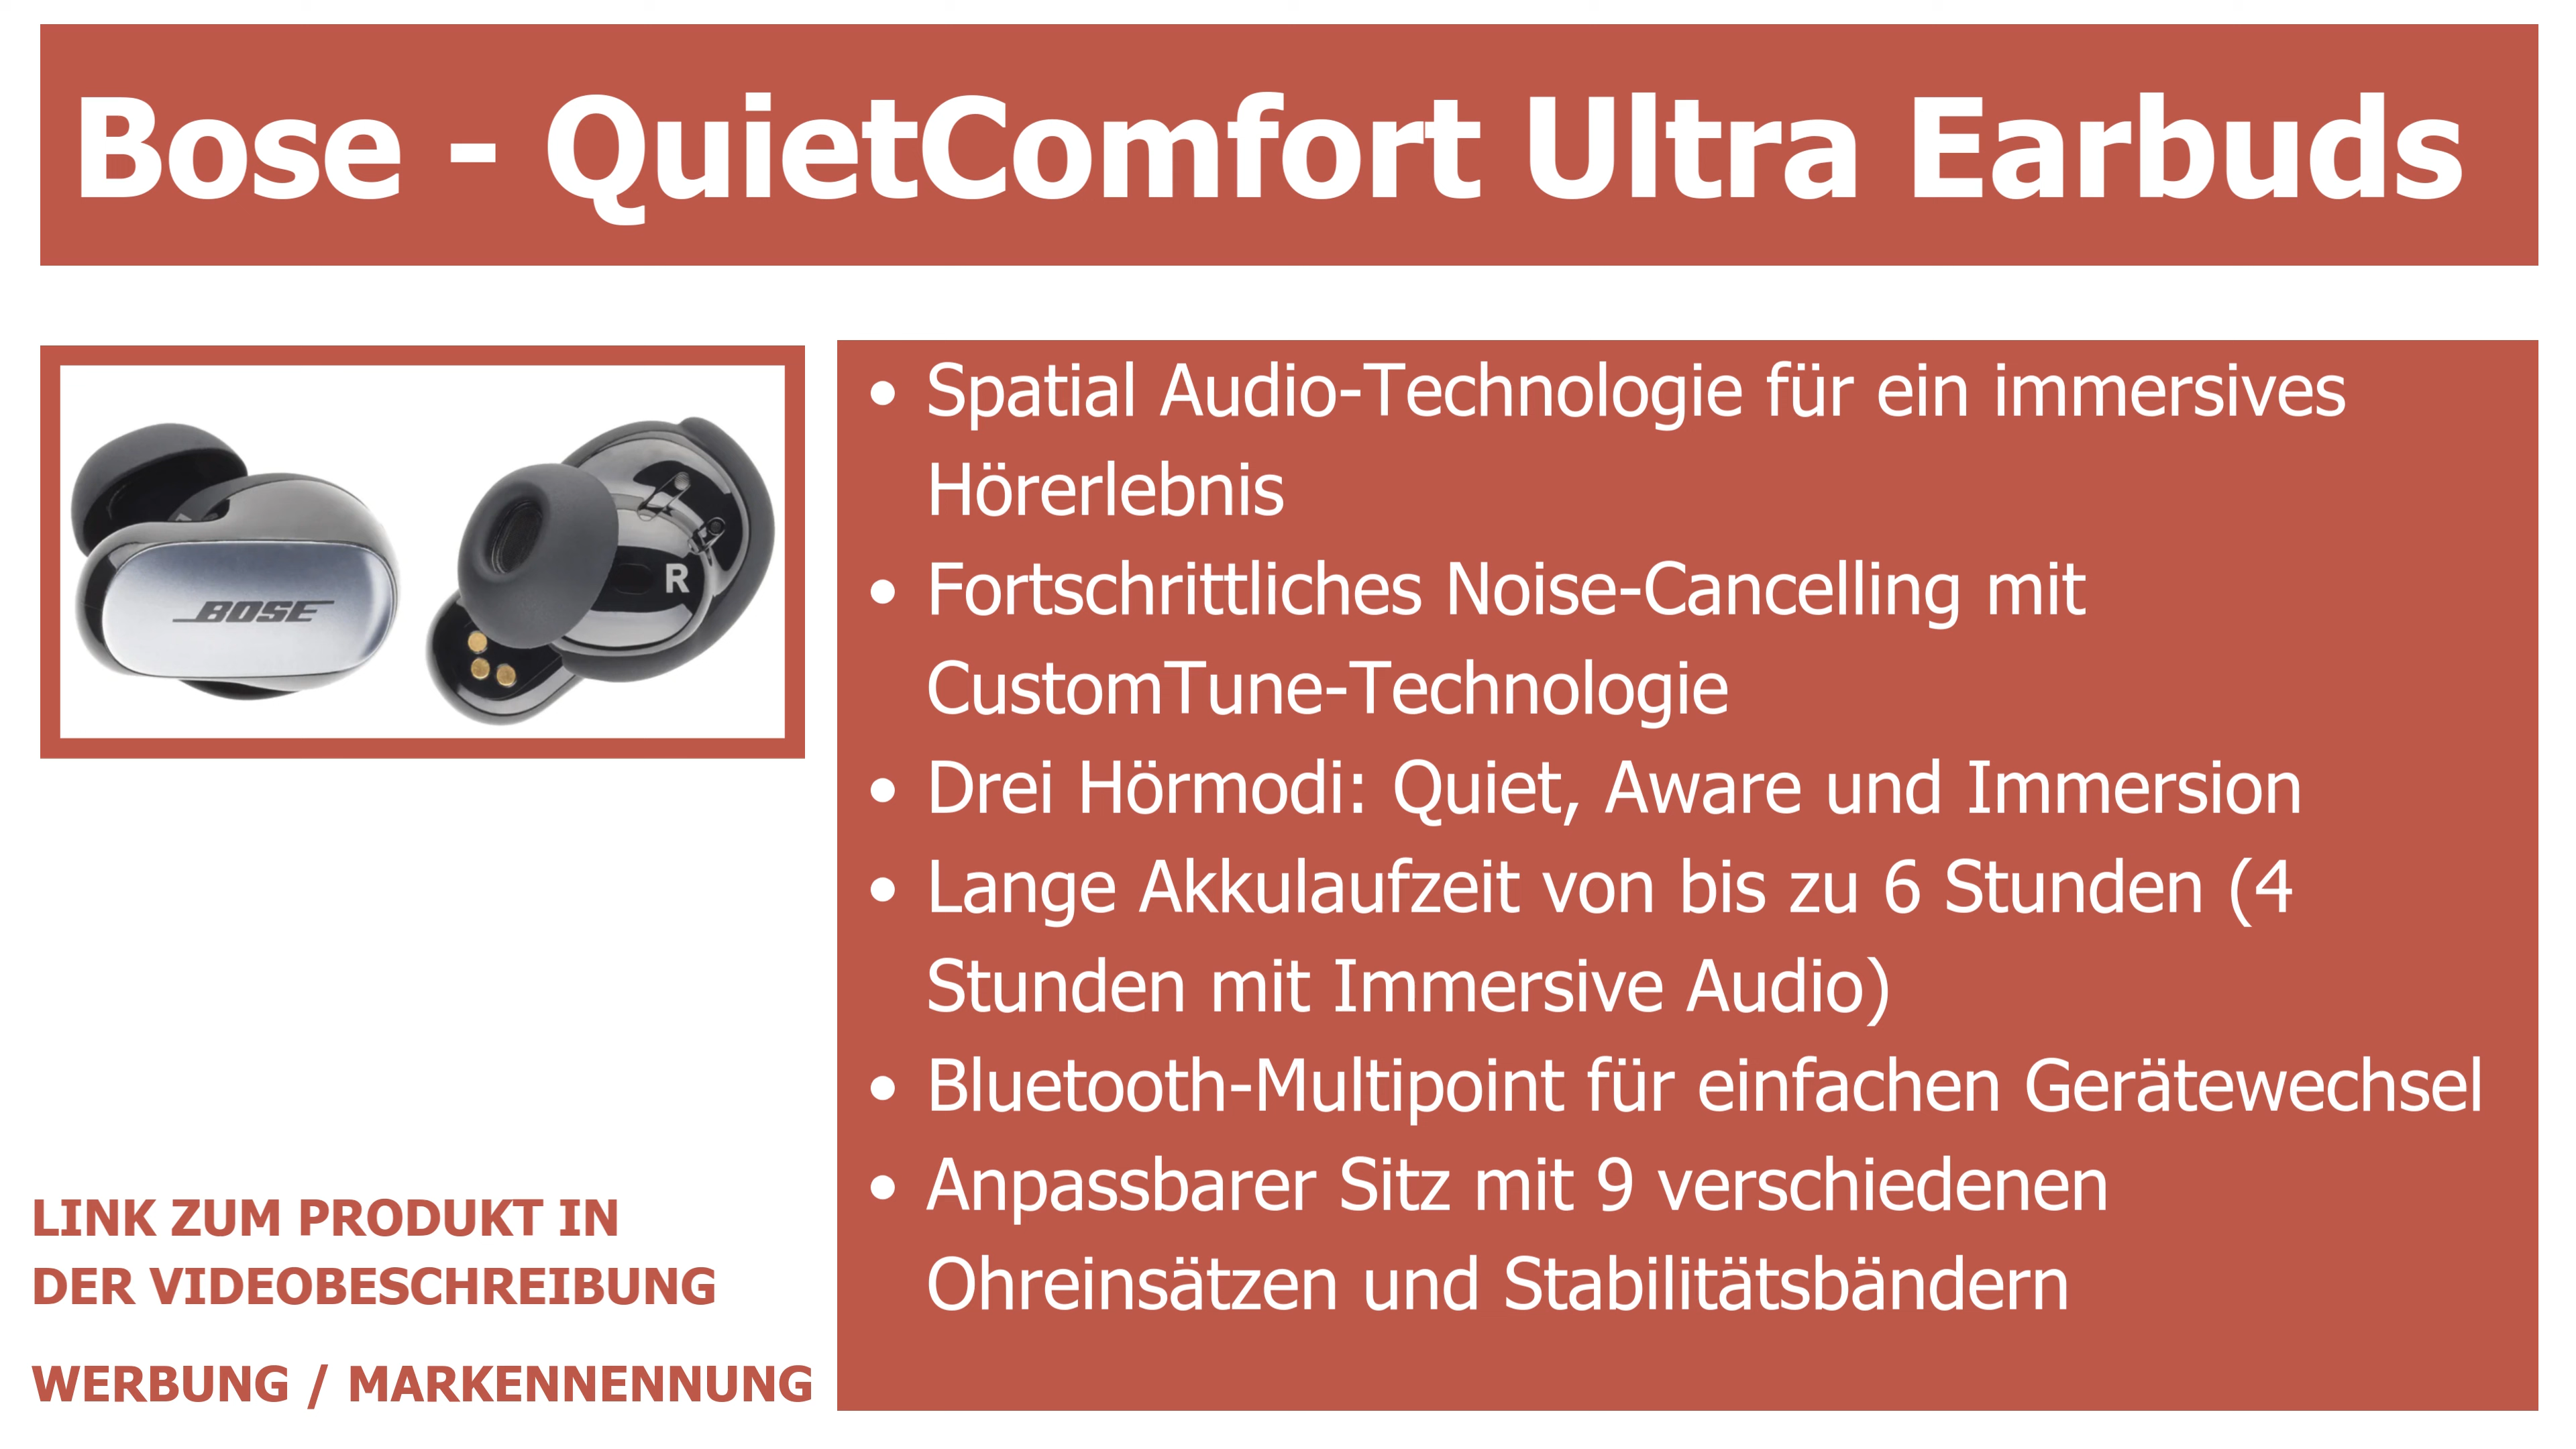 Bose - QuietComfort Ultra Earbuds
BOSE
R
• Spatial Audio-Technologie für ein immersives
Hörerlebnis
• Fortschrittliches Noise-Cancelling mit
CustomTune-Technologie
• Drei Hörmodi: Quiet, Aware und Immersion
• Lange Akkulaufzeit von bis zu 6 Stunden (4
Stunden mit Immersive Audio)
• Bluetooth-Multipoint für einfachen Gerätewechsel
• Anpassbarer Sitz mit 9 verschiedenen
Ohreinsätzen und Stabilitätsbändern
LINK ZUM PRODUKT IN
DER VIDEOBESCHREIBUNG
WERBUNG / MARKENNENNUNG